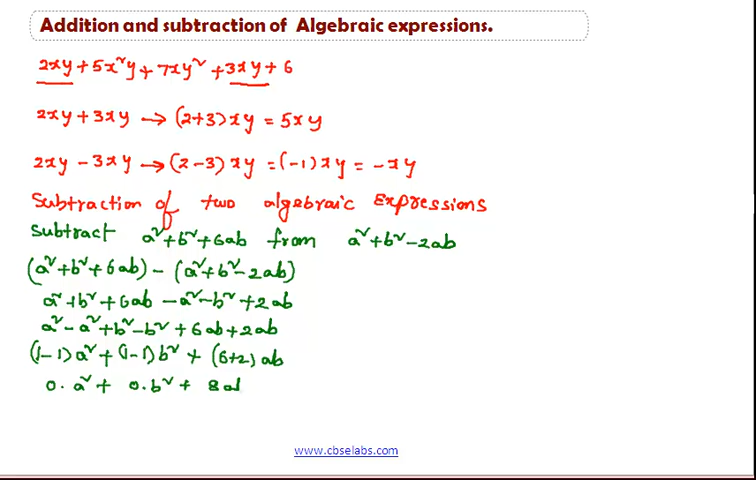 Addition and subtraction of Algebraic expressions.
2xy + 5x²y + 7xy² + 3xy + 6
2xy + 3xy → (2+3) xy = 5xy
2xy - 3xy → (2-3) xy = (-1) xy = -xy
Subtraction of two algebraic Expressions
Subtract a² + b² + 6ab from a² + b² - 2ab
(a² + b² + 6ab) - (a² + b² - 2ab)
a² + b² + 6ab - a² - b² + 2ab
a² - a² + b² - b² + 6ab + 2ab
(1-1)a² + (1-1)b² + (6+2) ab
0. a² + 0. b² + 8al
www.cbselabs.com